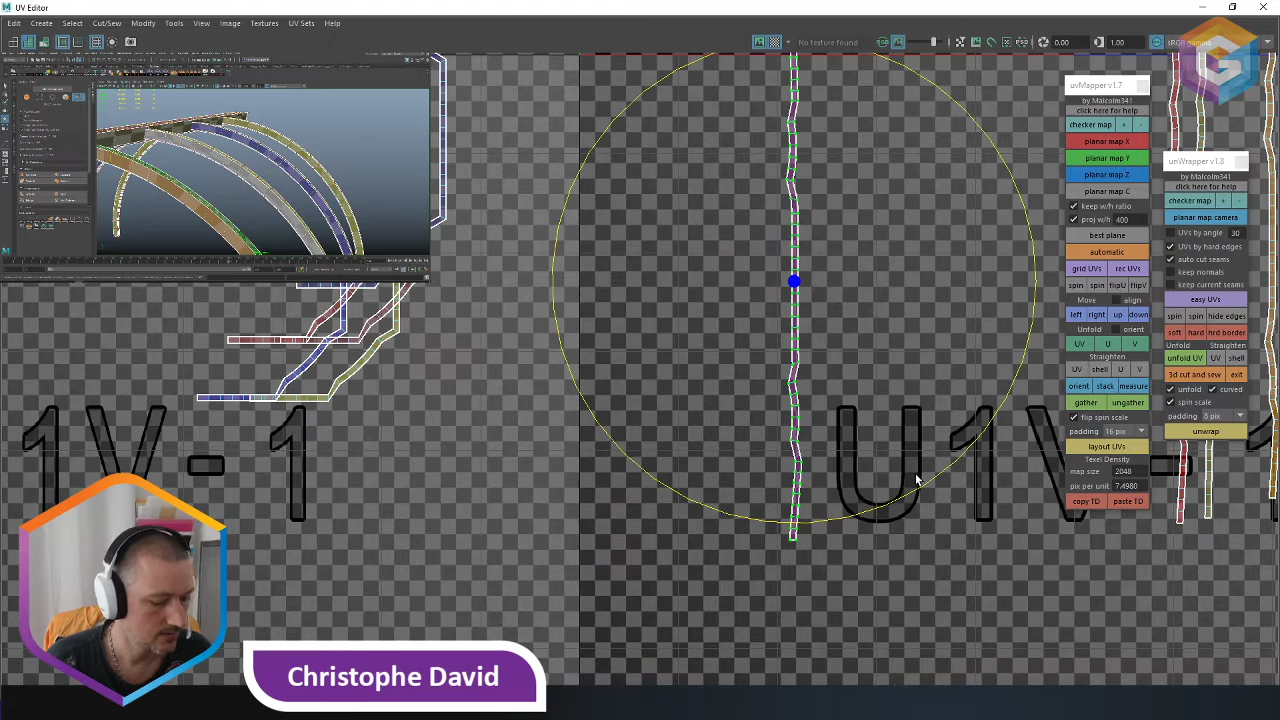 UV Editor
Edit Create Select Cut/Sew Modify Tools View Image Textures UV Sets Help
No texture found
0.00
1.00
sRGB gamma
uvMapper v1.7
by Malcolm341
click here for help
checker map + -
planar map X
planar map Y
planar map Z
planar map C
keep w/h ratio
proj w/h 400
best plane
automatic
grid UVs rec UVs
spin spin flipU flipV
Move align
left right up down
Unfold orient
UV U V
Straighten
UV shell U V
orient stack measure
gather ungather
flip spin scale
padding 16 pix
layout UVs
Texel Density
map size 2048
pix per unit 7.4980
copy TD paste TD
unWrapper v1.8
by Malcolm341
click here for help
checker map + -
planar map camera
UVs by angle 30
UVs by hard edges
auto cut seams
keep normals
keep current seams
easy UVs
spin spin hide edges
soft hard hrd border
Unfold Straighten
unfold UV UV shell
3d cut and sew exit
unfold curved
spin scale
padding 8 pix
unwrap
1V-1
U1V-1
Christophe David